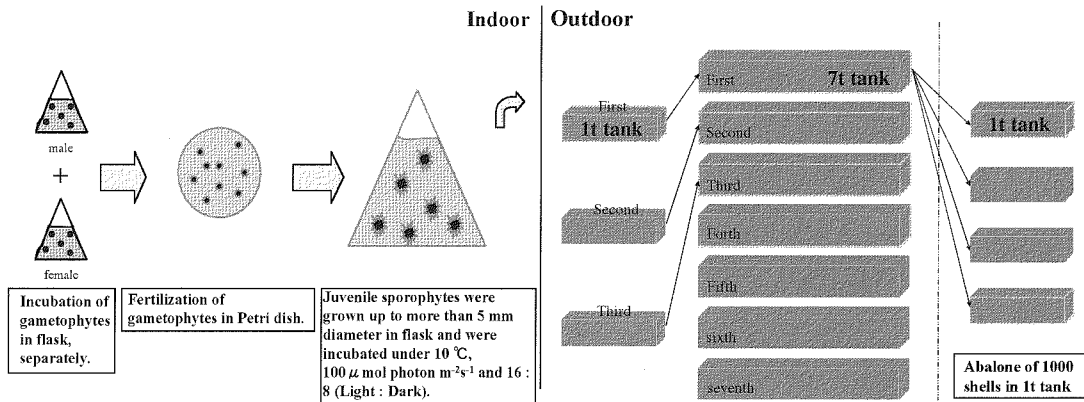 Indoor
Outdoor
male
+
female
Incubation of
gametophytes
in flask,
separately.
Fertilization of
gametophytes in Petri dish.
Juvenile sporophytes were
grown up to more than 5 mm
diameter in flask and were
incubated under 10 ℃,
100 μ mol photon m⁻²s⁻¹ and 16 :
8 (Light : Dark).
First
1t tank
Second
Third
First
7t tank
Second
Third
Forth
Fifth
sixth
seventh
1t tank
Abalone of 1000
shells in 1t tank